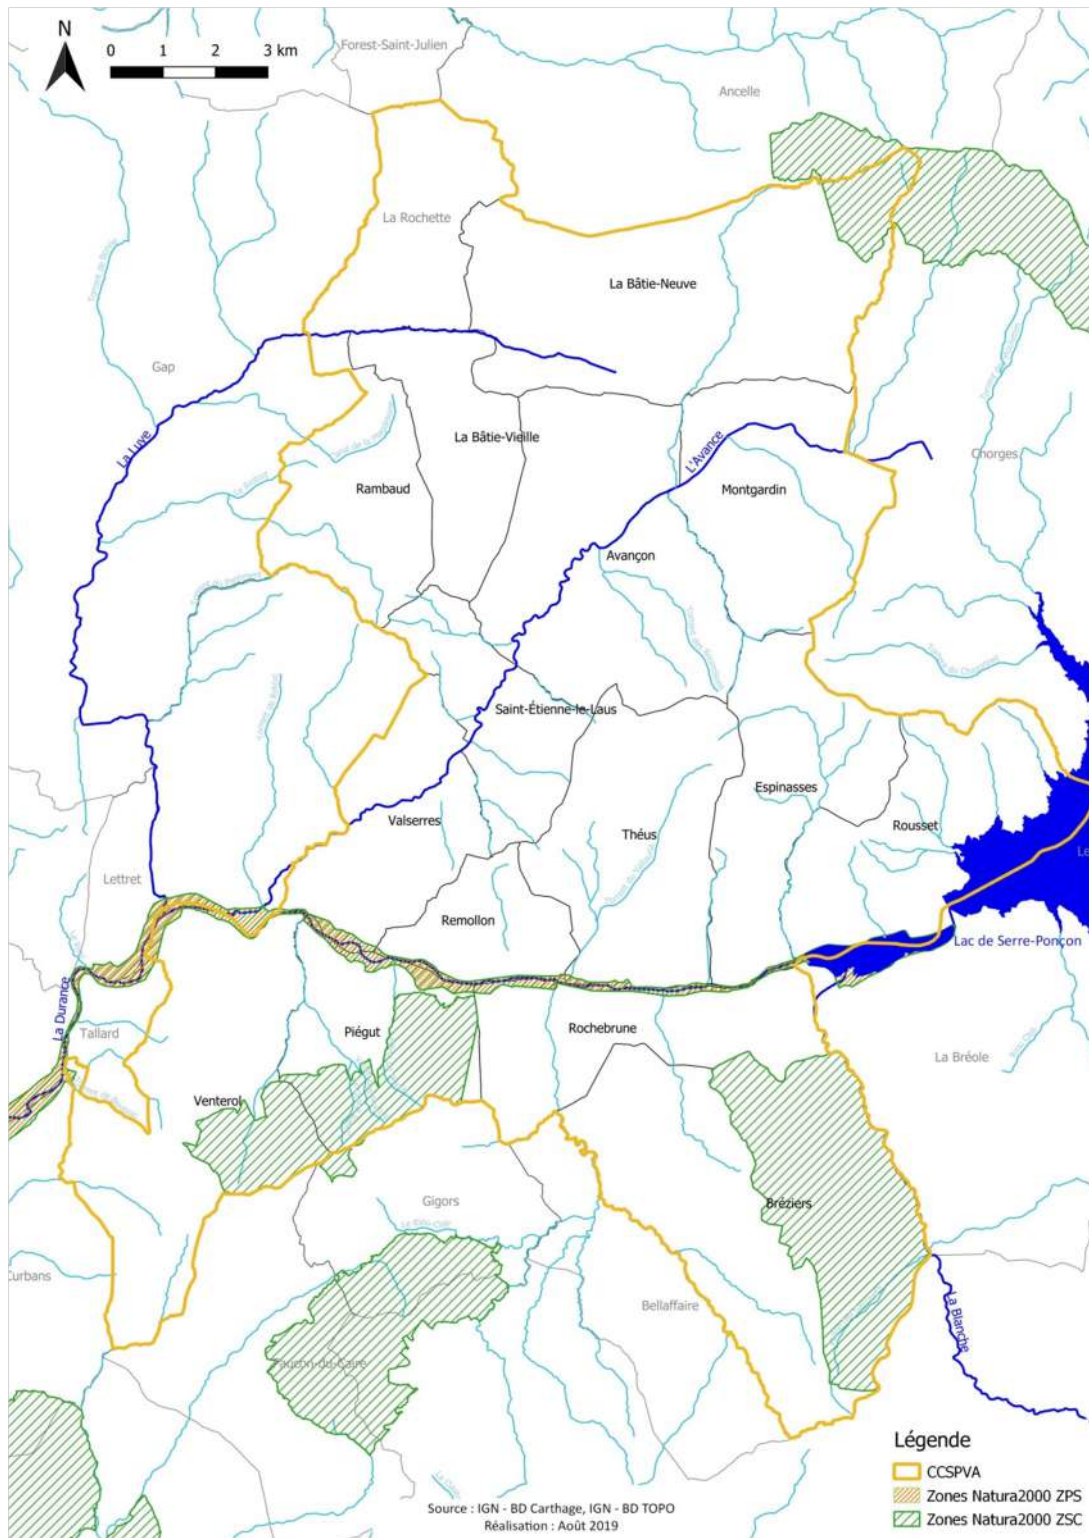 N
0 1 2 3 km
Forest-Saint-Julien
Ancelle
La Rochette
La Bâtie-Neuve
Gap
La Luye
La Bâtie-Vieille
L'Avance
Chorges
Rambaud
Montgardin
Avançon
Saint-Étienne-le-Laus
Espinasses
Valserres
Théus
Rousset
Lettret
Remollon
Lac de Serre-Ponçon
La Durance
Tallard
Piégut
Rochebrune
La Bréole
Venterol
Gigors
Bréziers
Curbans
Bellaffaire
La Blanche
Faucon-du-Caire
Légende
CCSPVA
Zones Natura2000 ZPS
Zones Natura2000 ZSC
Source : IGN - BD Carthage, IGN - BD TOPO
Réalisation : Août 2019